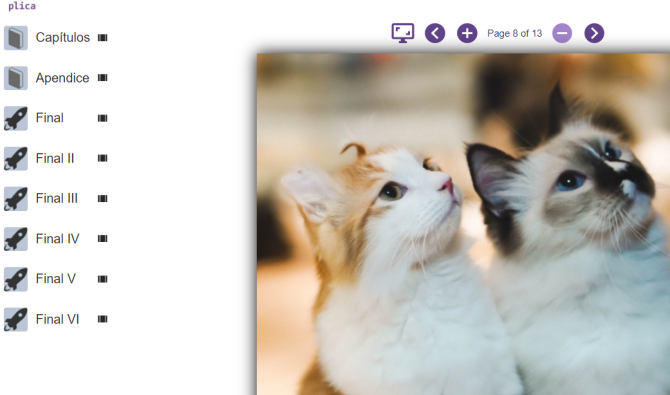 plica
Capítulos
Apendice
Final
Final II
Final III
Final IV
Final V
Final VI
Page 8 of 13